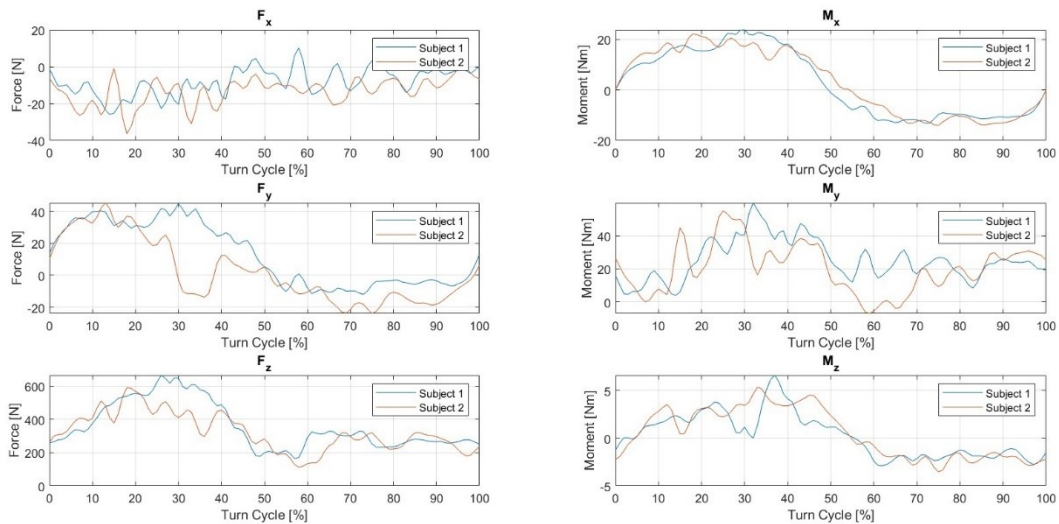 F_x
Force [N]
20
0
-20
-40
0 10 20 30 40 50 60 70 80 90 100
Turn Cycle [%]
Subject 1
Subject 2
M_x
Moment [Nm]
20
0
-20
0 10 20 30 40 50 60 70 80 90 100
Turn Cycle [%]
Subject 1
Subject 2
F_y
Force [N]
40
20
0
-20
0 10 20 30 40 50 60 70 80 90 100
Turn Cycle [%]
Subject 1
Subject 2
M_y
Moment [Nm]
40
20
0
0 10 20 30 40 50 60 70 80 90 100
Turn Cycle [%]
Subject 1
Subject 2
F_z
Force [N]
600
400
200
0
0 10 20 30 40 50 60 70 80 90 100
Turn Cycle [%]
Subject 1
Subject 2
M_z
Moment [Nm]
5
0
-5
0 10 20 30 40 50 60 70 80 90 100
Turn Cycle [%]
Subject 1
Subject 2